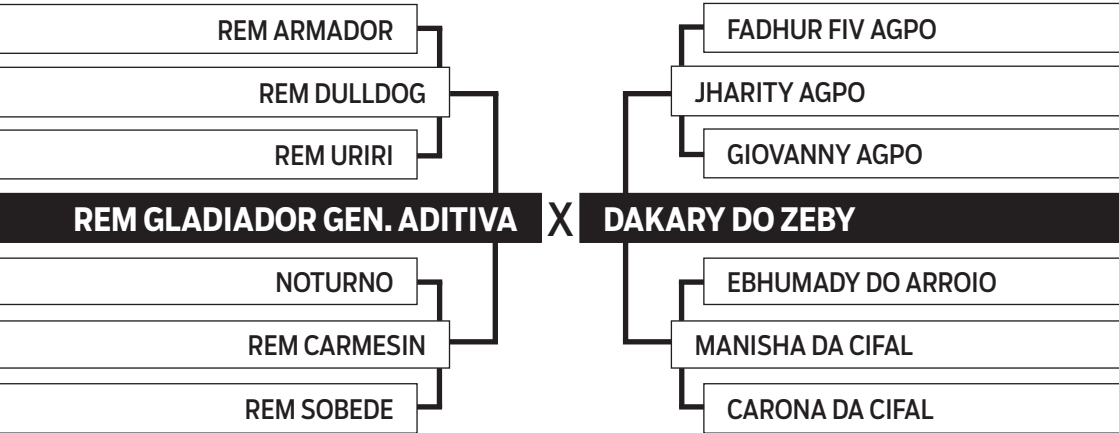 REM ARMADOR
REM DULLDOG
REM URIRI
REM GLADIADOR GEN. ADITIVA X DAKARY DO ZEBY
NOTURNO
REM CARMESIN
REM SOBEDE
FADHUR FIV AGPO
JHARITY AGPO
GIOVANNY AGPO
EBHUMADY DO ARROIO
MANISHA DA CIFAL
CARONA DA CIFAL